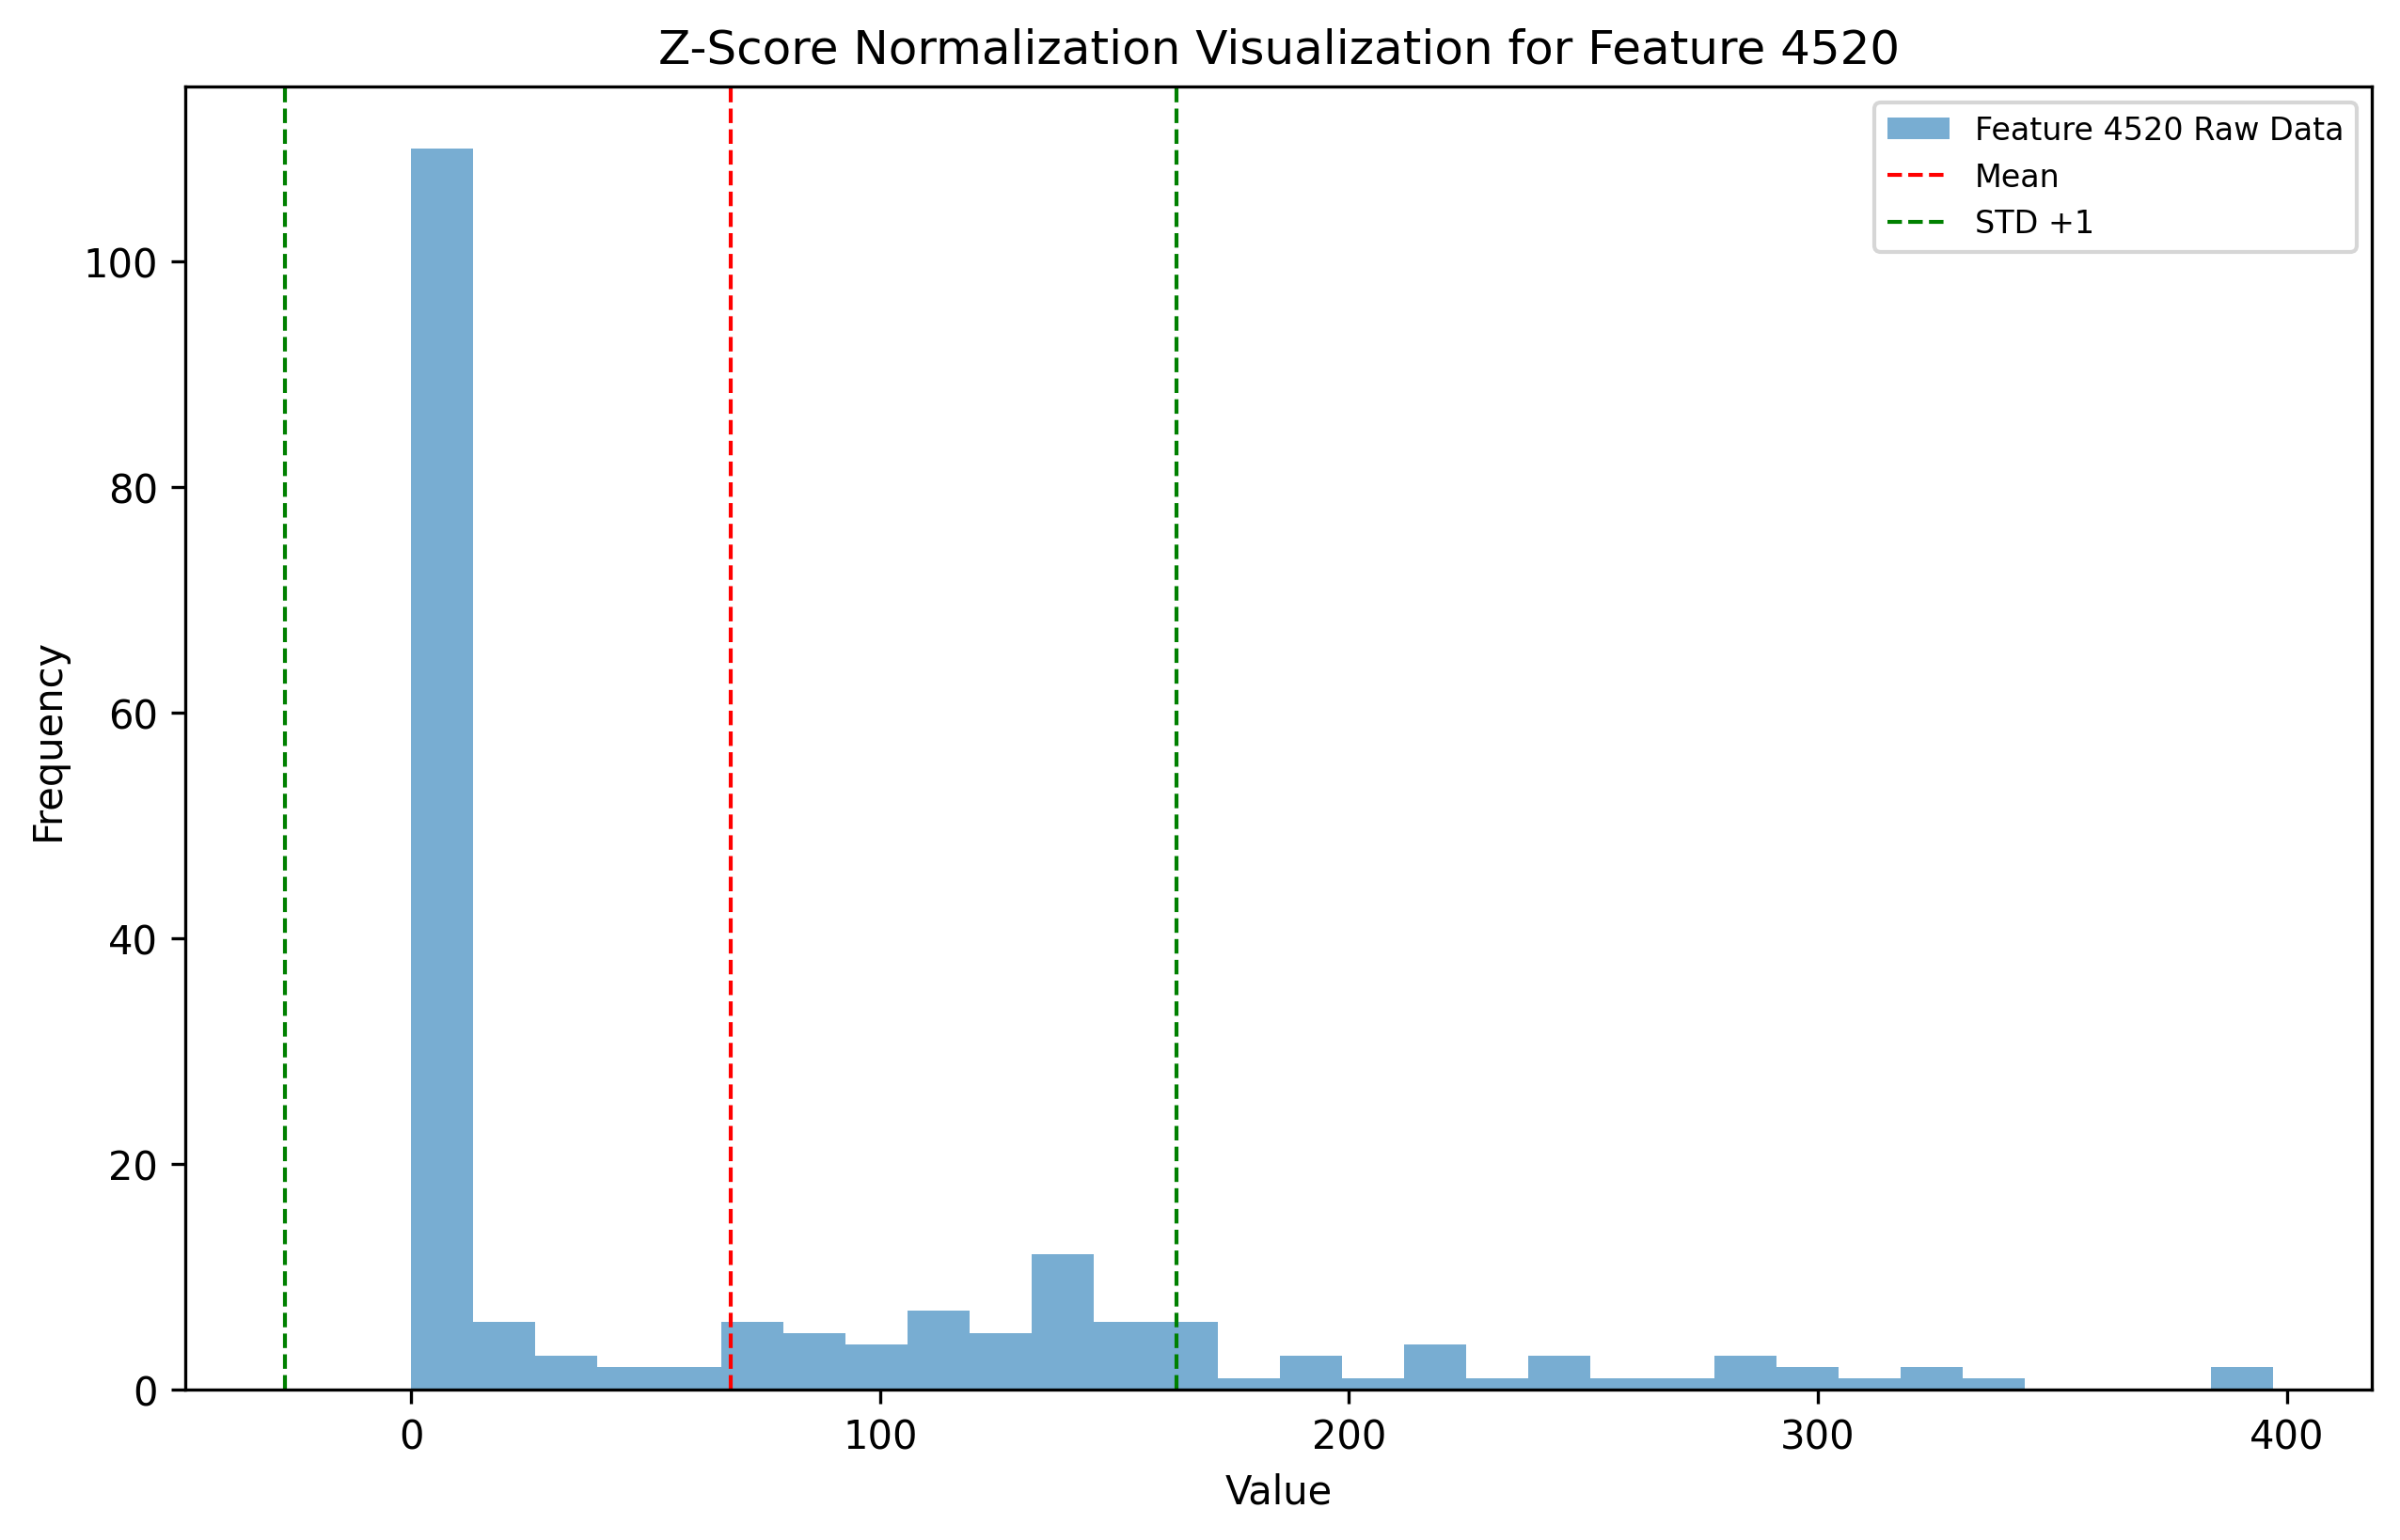 Z-Score Normalization Visualization for Feature 4520
Feature 4520 Raw Data
Mean
STD +1
Frequency
100
80
60
40
20
0
0 100 200 300 400
Value